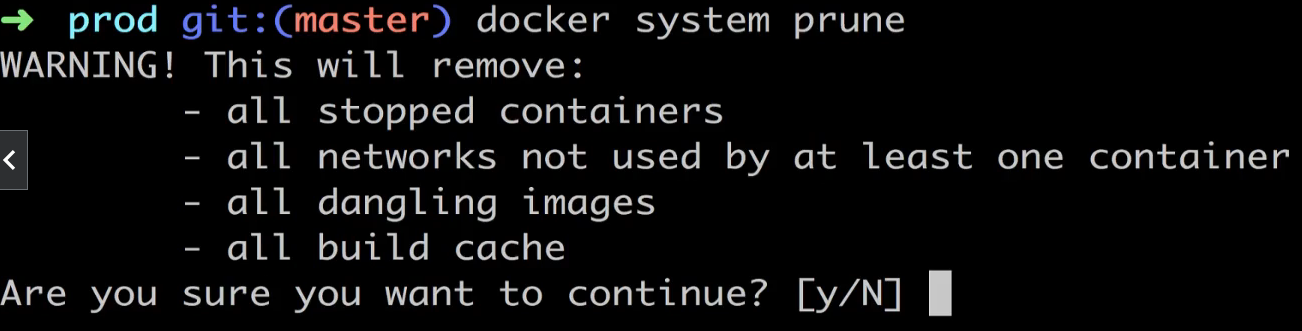 ➜ prod git:(master) docker system prune
WARNING! This will remove:
- all stopped containers
- all networks not used by at least one container
- all dangling images
- all build cache
Are you sure you want to continue? [y/N]